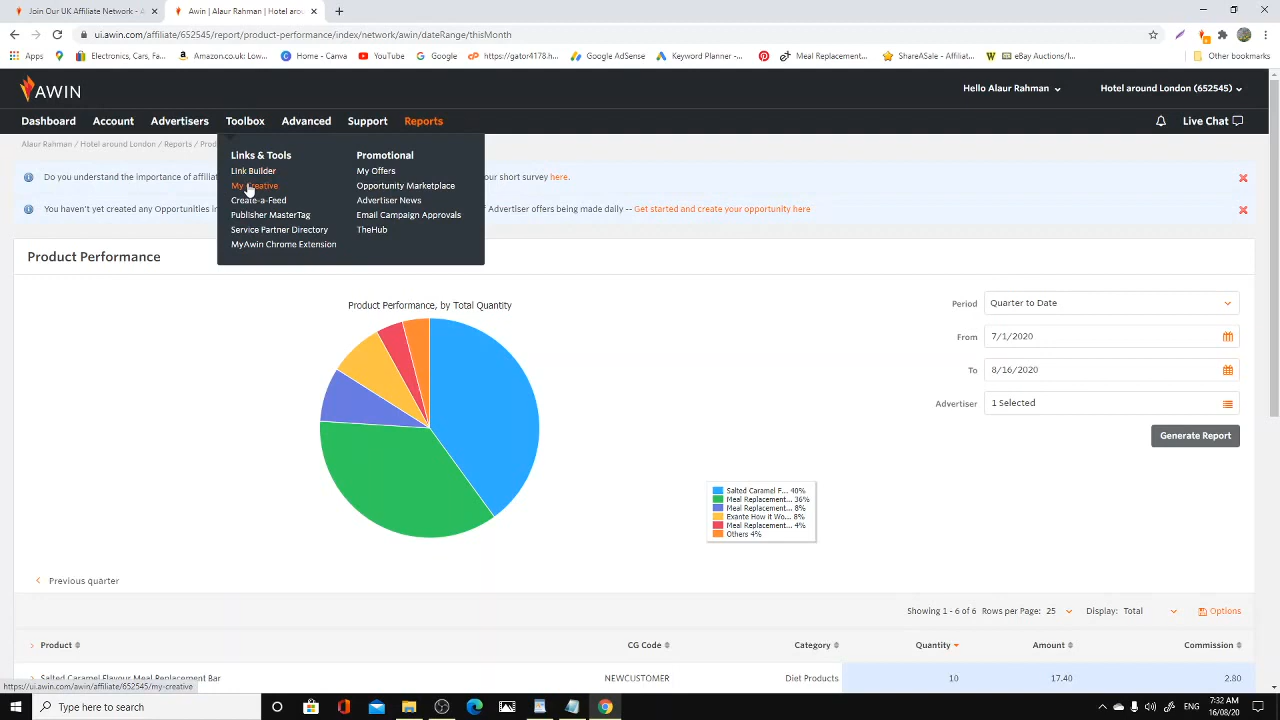 Join Our UK Affiliate Network - A
Awin | Alaur Rahman | Hotel arou
ui.awin.com/affiliate/652545/report/product-performance/index/network/awin/dateRange/thisMonth
Apps
Electronics, Cars, F...
Amazon.co.uk: Low...
Home - Canva
YouTube
Google
https://gator4178.h...
Google AdSense
Keyword Planner -...
Meal Replacement...
ShareASale - Affiliat...
eBay Auctions/I...
Other bookmarks
AWIN
Hello Alaur Rahman
Hotel around London (652545)
Dashboard
Account
Advertisers
Toolbox
Advanced
Support
Reports
Live Chat
Alaur Rahman / Hotel around London / Reports / Prod
Links & Tools
Promotional
Link Builder
My Offers
My Creative
Opportunity Marketplace
Create-a-Feed
Advertiser News
Publisher MasterTag
Email Campaign Approvals
Service Partner Directory
TheHub
MyAwin Chrome Extension
Do you understand the importance of affilia
our short survey here.
You haven't yet created any Opportunities in
of Advertiser offers being made daily -- Get started and create your opportunity here
Product Performance
Product Performance, by Total Quantity
Period
Quarter to Date
From
7/1/2020
To
8/16/2020
Advertiser
1 Selected
Generate Report
Salted Caramel F... 40%
Meal Replacement... 36%
Meal Replacement... 8%
Exante How it Wo... 8%
Meal Replacement... 4%
Others 4%
Previous quarter
Showing 1 - 6 of 6 Rows per Page: 25 Display: Total Options
Product
CG Code
Category
Quantity
Amount
Commission
Salted Caramel Flavour Meal Replacement Bar
NEWCUSTOMER
Diet Products
10
17.40
2.80
https://ui.awin.com/awin/affiliate/652545/my-creative
Type here to search
7:32 AM
16/08/20